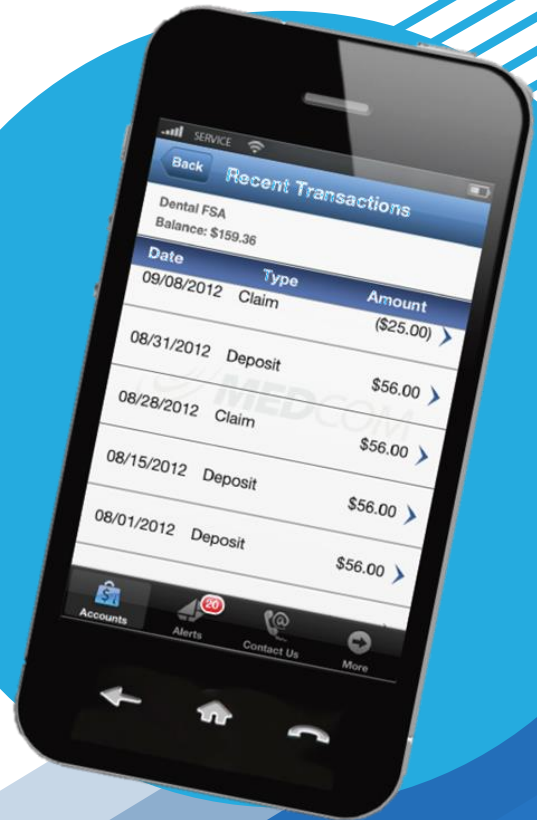 SERVICE
Back Recent Transactions
Dental FSA
Balance: $159.36
Date Type Amount
09/08/2012 Claim ($25.00)
08/31/2012 Deposit $56.00
MEDCOM
08/28/2012 Claim $56.00
08/15/2012 Deposit $56.00
08/01/2012 Deposit $56.00
20
Accounts Alerts Contact Us More